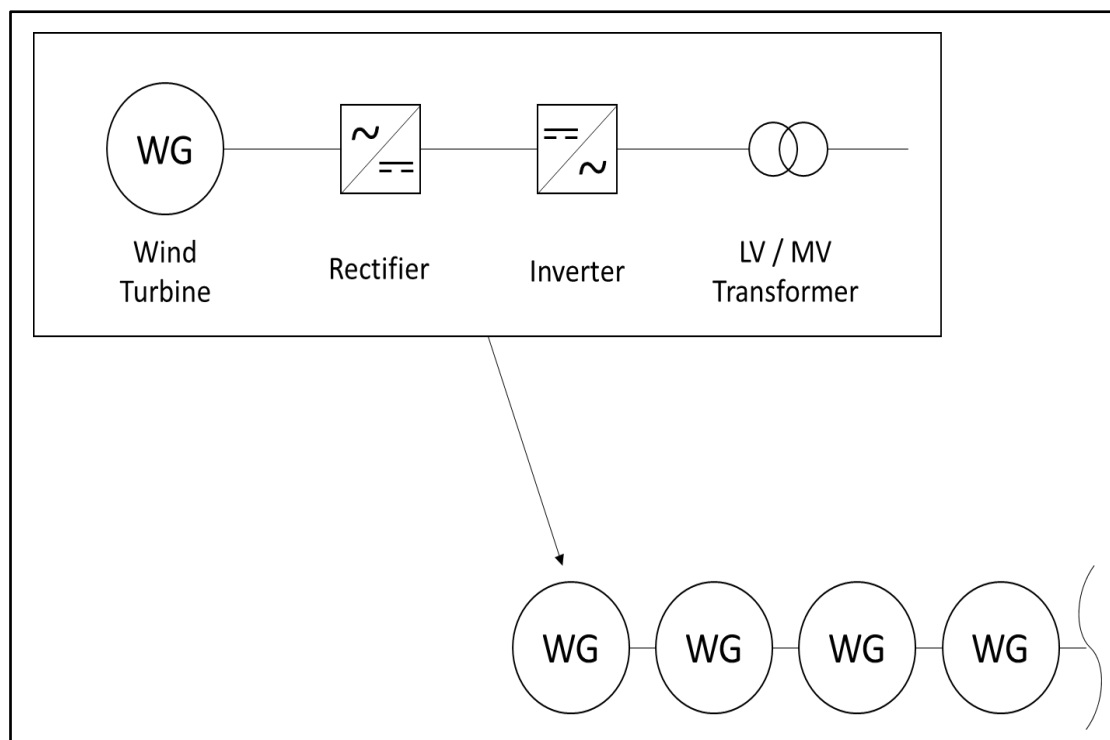 WG
Wind
Turbine
Rectifier
Inverter
LV / MV
Transformer
WG
WG
WG
WG